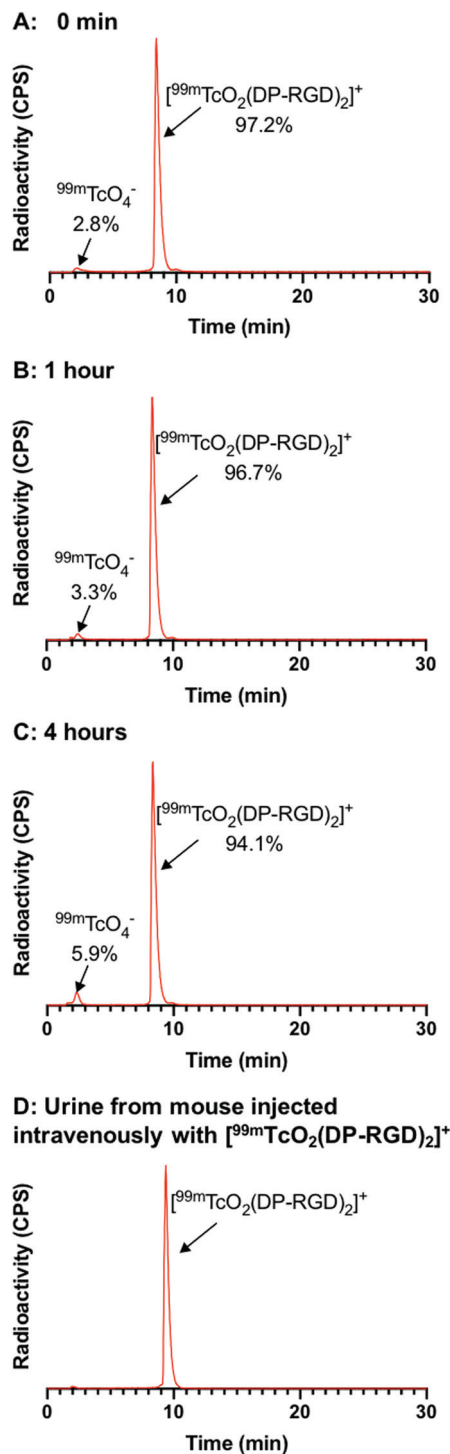 A: 0 min
Radioactivity (CPS)
[⁹⁹ᵐTcO₂(DP-RGD)₂]⁺
97.2%
⁹⁹ᵐTcO₄⁻
2.8%
0 10 20 30
Time (min)
B: 1 hour
Radioactivity (CPS)
[⁹⁹ᵐTcO₂(DP-RGD)₂]⁺
96.7%
⁹⁹ᵐTcO₄⁻
3.3%
0 10 20 30
Time (min)
C: 4 hours
Radioactivity (CPS)
[⁹⁹ᵐTcO₂(DP-RGD)₂]⁺
94.1%
⁹⁹ᵐTcO₄⁻
5.9%
0 10 20 30
Time (min)
D: Urine from mouse injected
intravenously with [⁹⁹ᵐTcO₂(DP-RGD)₂]⁺
Radioactivity (CPS)
[⁹⁹ᵐTcO₂(DP-RGD)₂]⁺
0 10 20 30
Time (min)